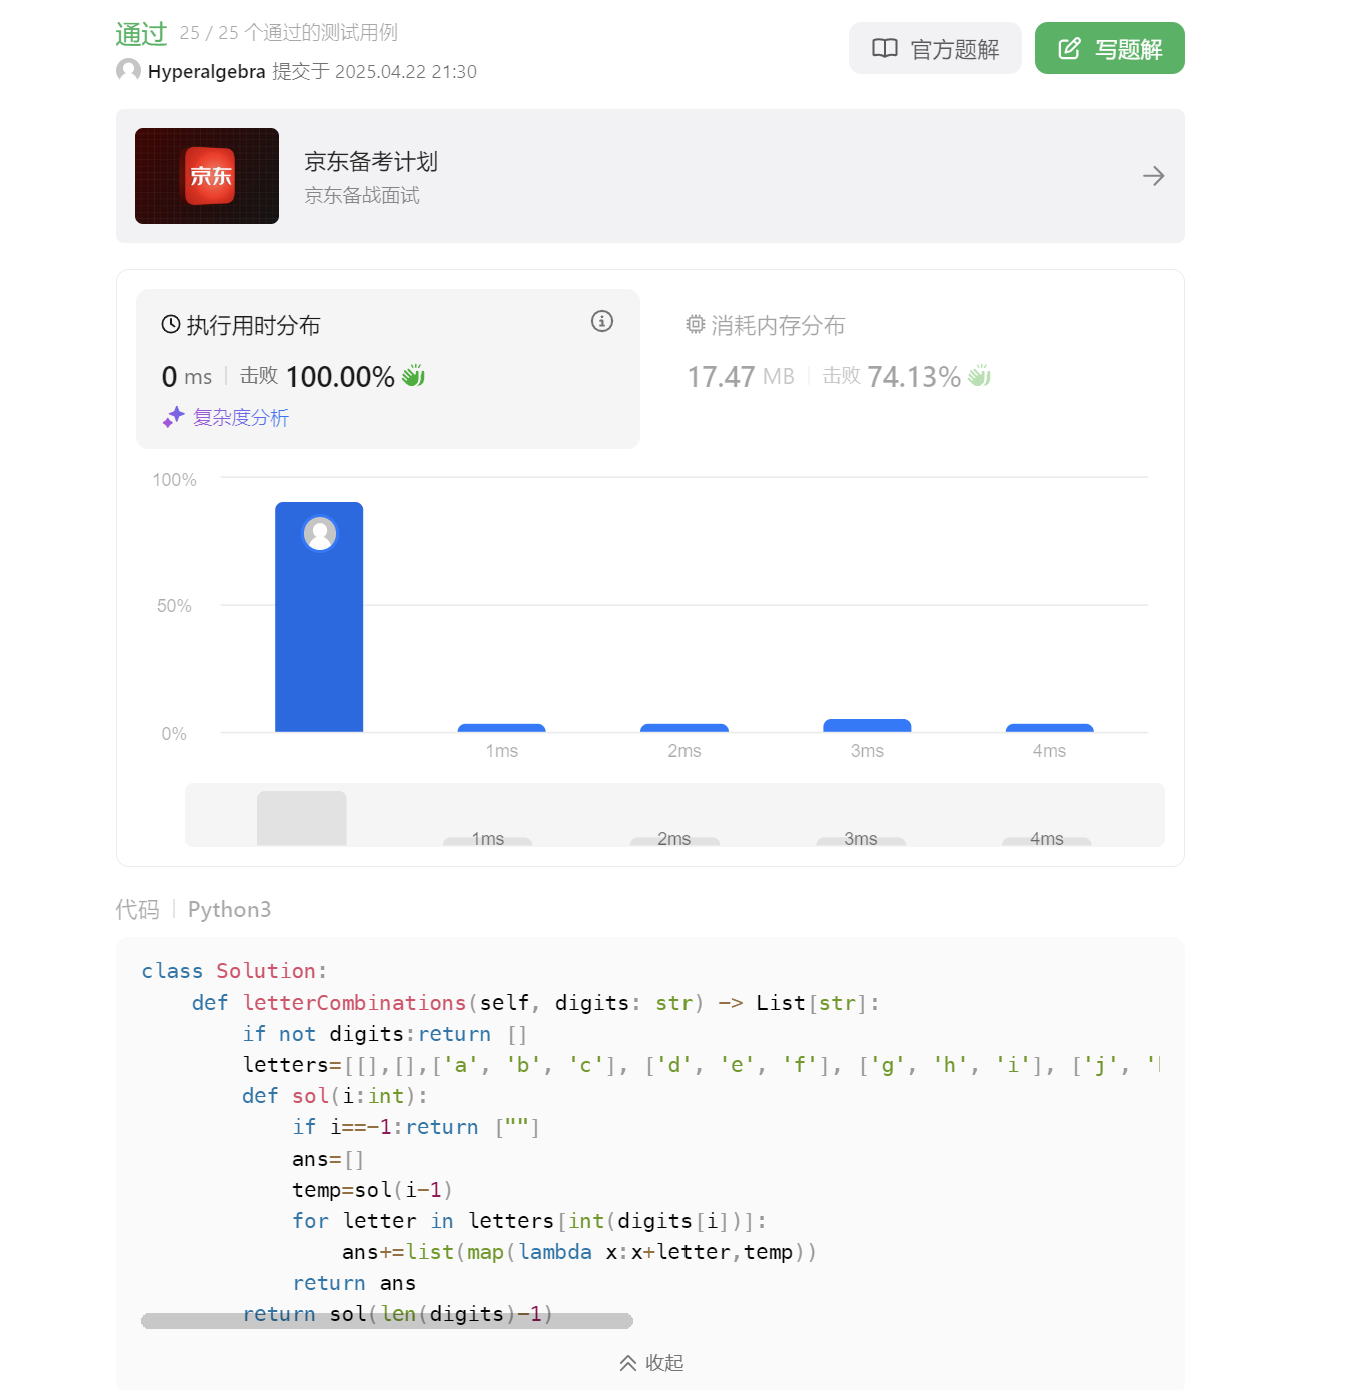 通过 25 / 25 个通过的测试用例
Hyperalgebra 提交于 2025.04.22 21:30
官方题解
写题解
京东
京东备考计划
京东备战面试
执行用时分布
0 ms 击败 100.00%
复杂度分析
消耗内存分布
17.47 MB 击败 74.13%
100%
50%
0%
1ms 2ms 3ms 4ms
1ms 2ms 3ms 4ms
代码 Python3
class Solution:
    def letterCombinations(self, digits: str) -> List[str]:
        if not digits:return []
        letters=[[],[],['a', 'b', 'c'], ['d', 'e', 'f'], ['g', 'h', 'i'], ['j', '
        def sol(i:int):
            if i==-1:return [""]
            ans=[]
            temp=sol(i-1)
            for letter in letters[int(digits[i])]:
                ans+=list(map(lambda x:x+letter,temp))
            return ans
        return sol(len(digits)-1)
收起